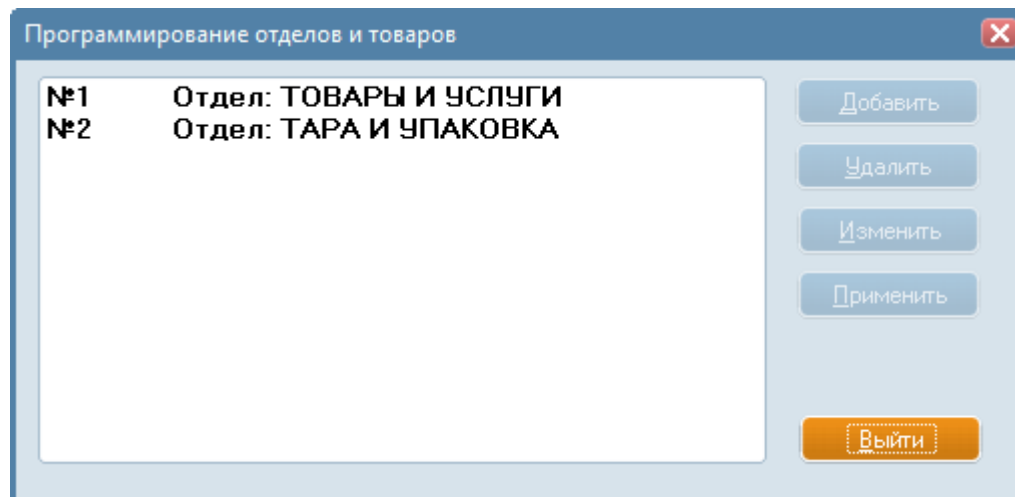 Программирование отделов и товаров
№1 Отдел: ТОВАРЫ И УСЛУГИ
№2 Отдел: ТАРА И УПАКОВКА
Добавить
Удалить
Изменить
Применить
Выйти